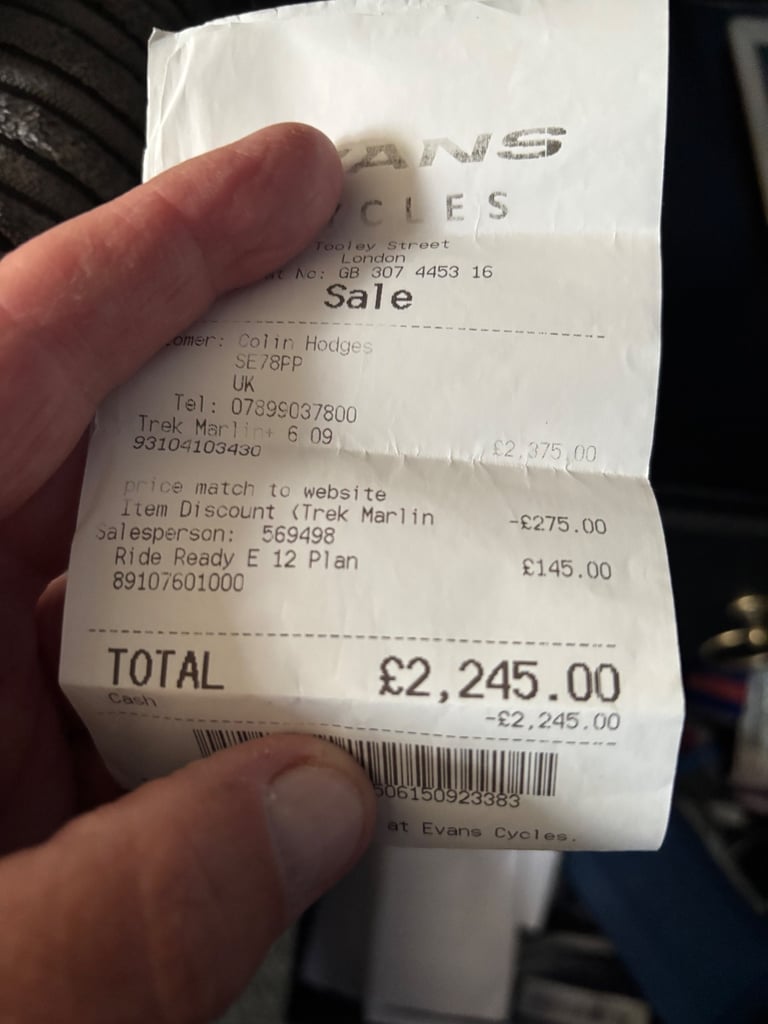 VANS
CYCLES
Tooley Street
London
at No: GB 307 4453 16
Sale
omer: Colin Hodges
SE78PP
UK
Tel: 07899037800
Trek Marlin+ 6 09 £2,375.00
93104103430
price match to website
Item Discount (Trek Marlin -£275.00
Salesperson: 569498
Ride Ready E 12 Plan £145.00
89107601000
TOTAL £2,245.00
Cash -£2,245.00
506150923383
at Evans Cycles.